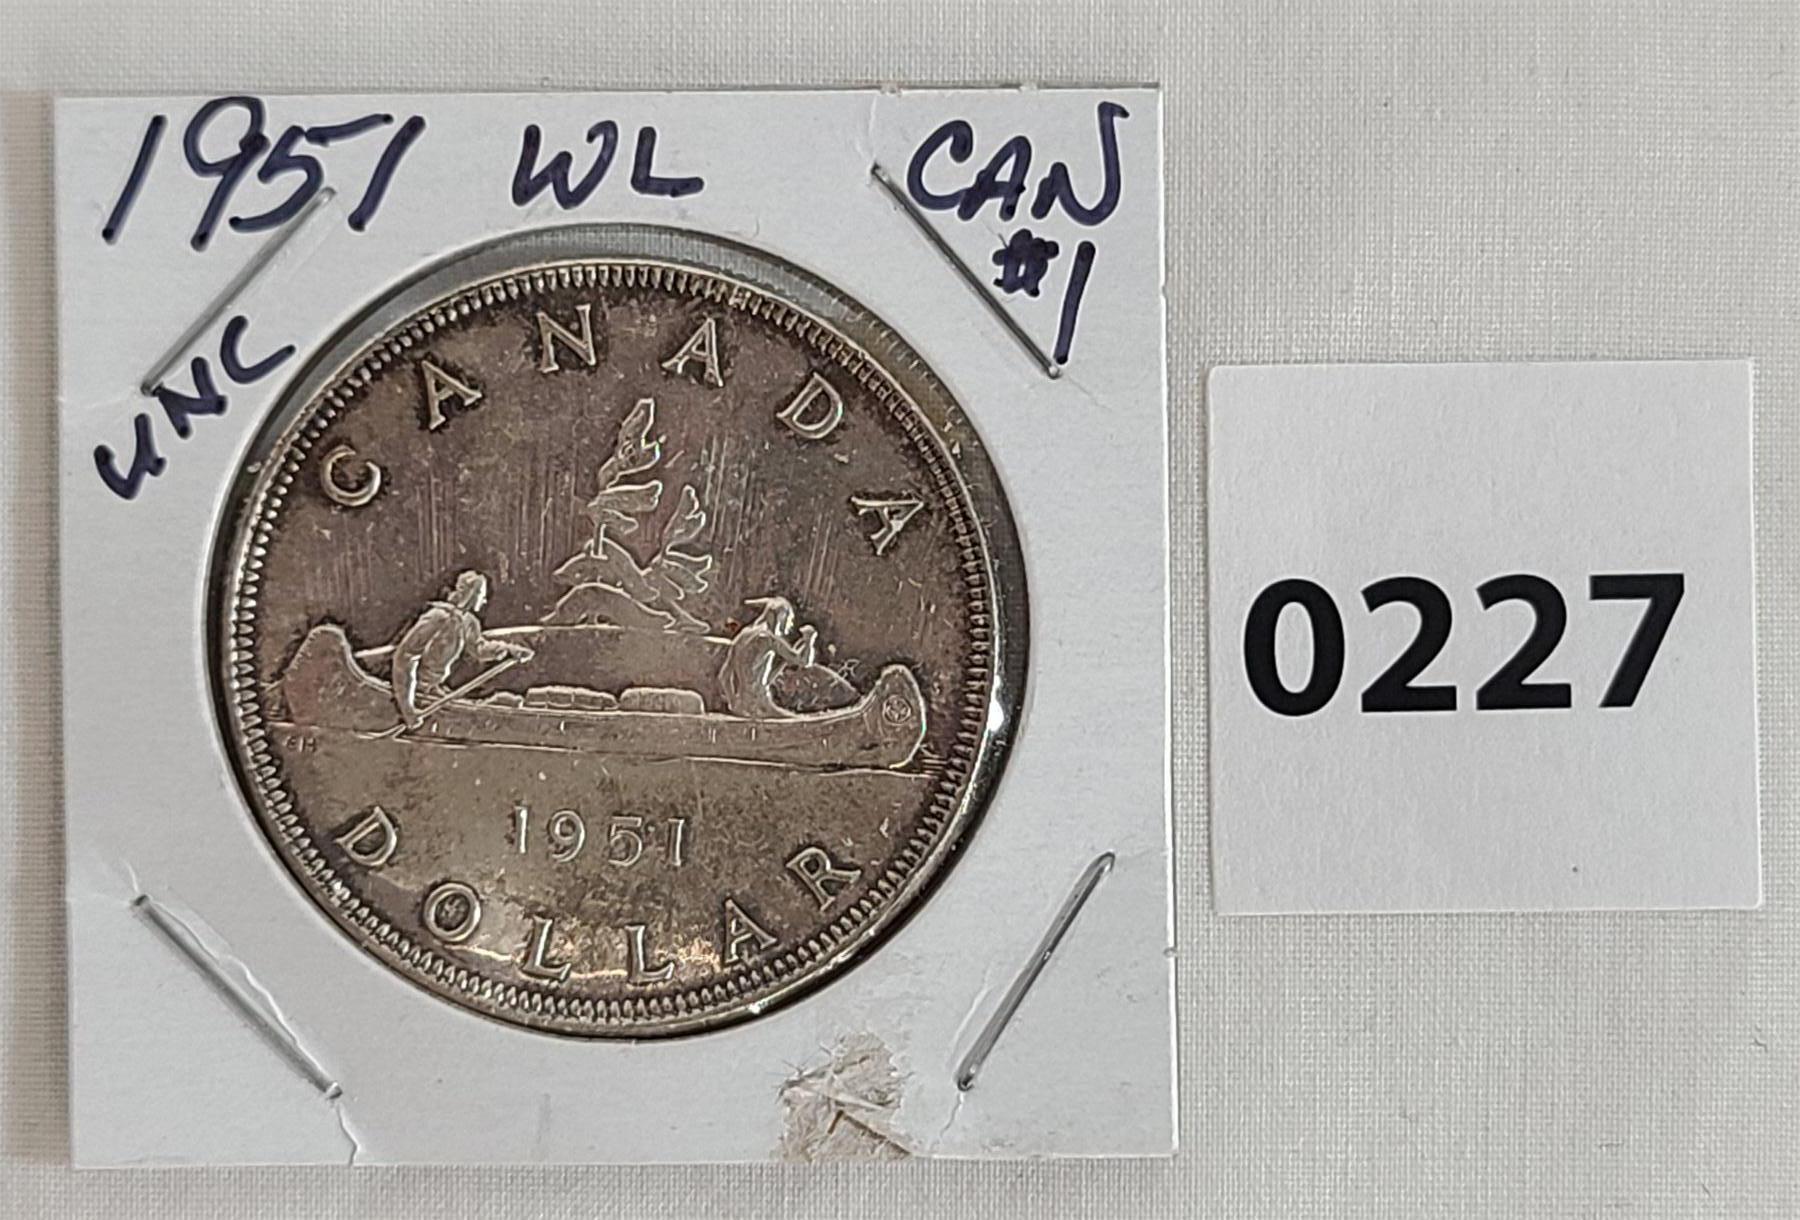 1951 WL CAN
#1
UNC
CANADA
EH
1951
DOLLAR
0227